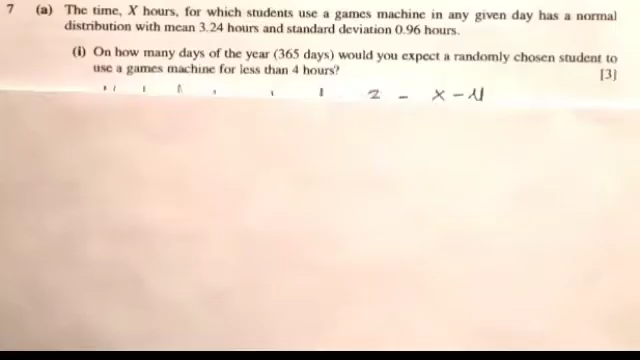 7 (a) The time, X hours, for which students use a games machine in any given day has a normal
distribution with mean 3.24 hours and standard deviation 0.96 hours.
(i) On how many days of the year (365 days) would you expect a randomly chosen student to
use a games machine for less than 4 hours? [3]
z - x - μ